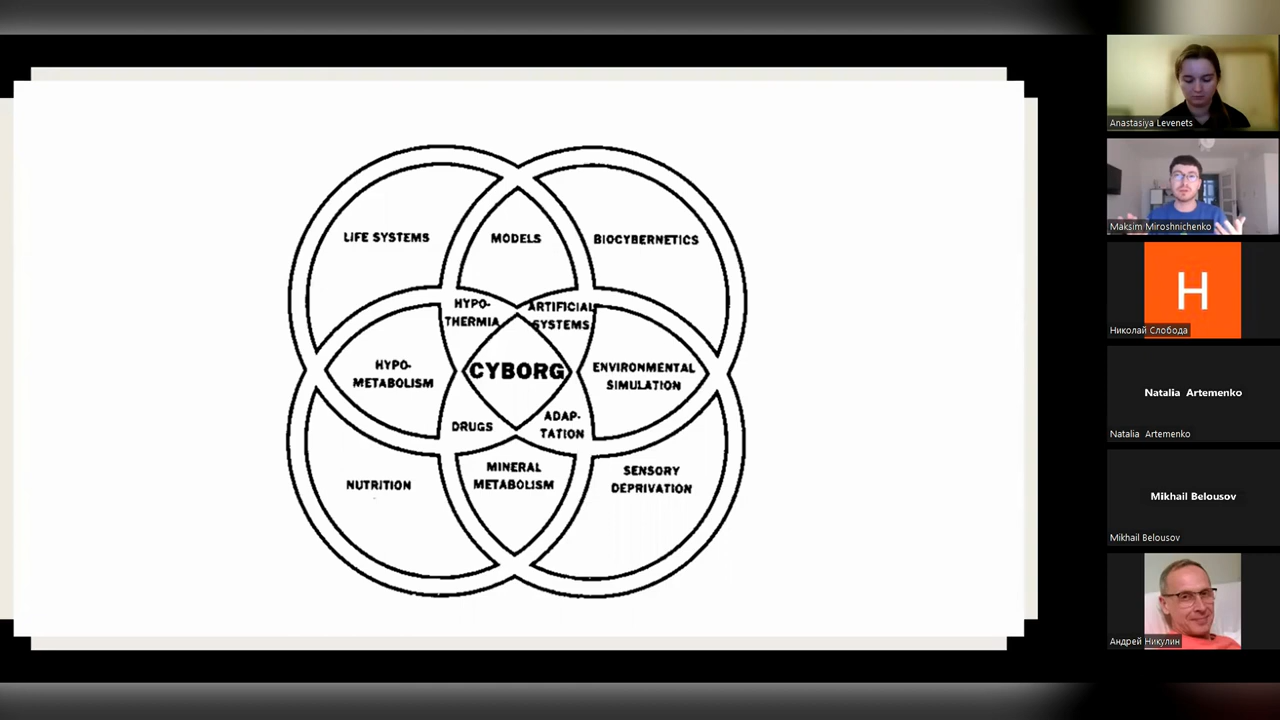 LIFE SYSTEMS
MODELS
BIOCYBERNETICS
HYPO-
THERMIA
ARTIFICIAL
SYSTEMS
HYPO-
METABOLISM
CYBORG
ENVIRONMENTAL
SIMULATION
DRUGS
ADAP-
TATION
NUTRITION
MINERAL
METABOLISM
SENSORY
DEPRIVATION
Anastasiya Levenets
Maksim Miroshnichenko
H
Николай Слобода
Natalia Artemenko
Natalia Artemenko
Mikhail Belousov
Mikhail Belousov
Андрей Никулин